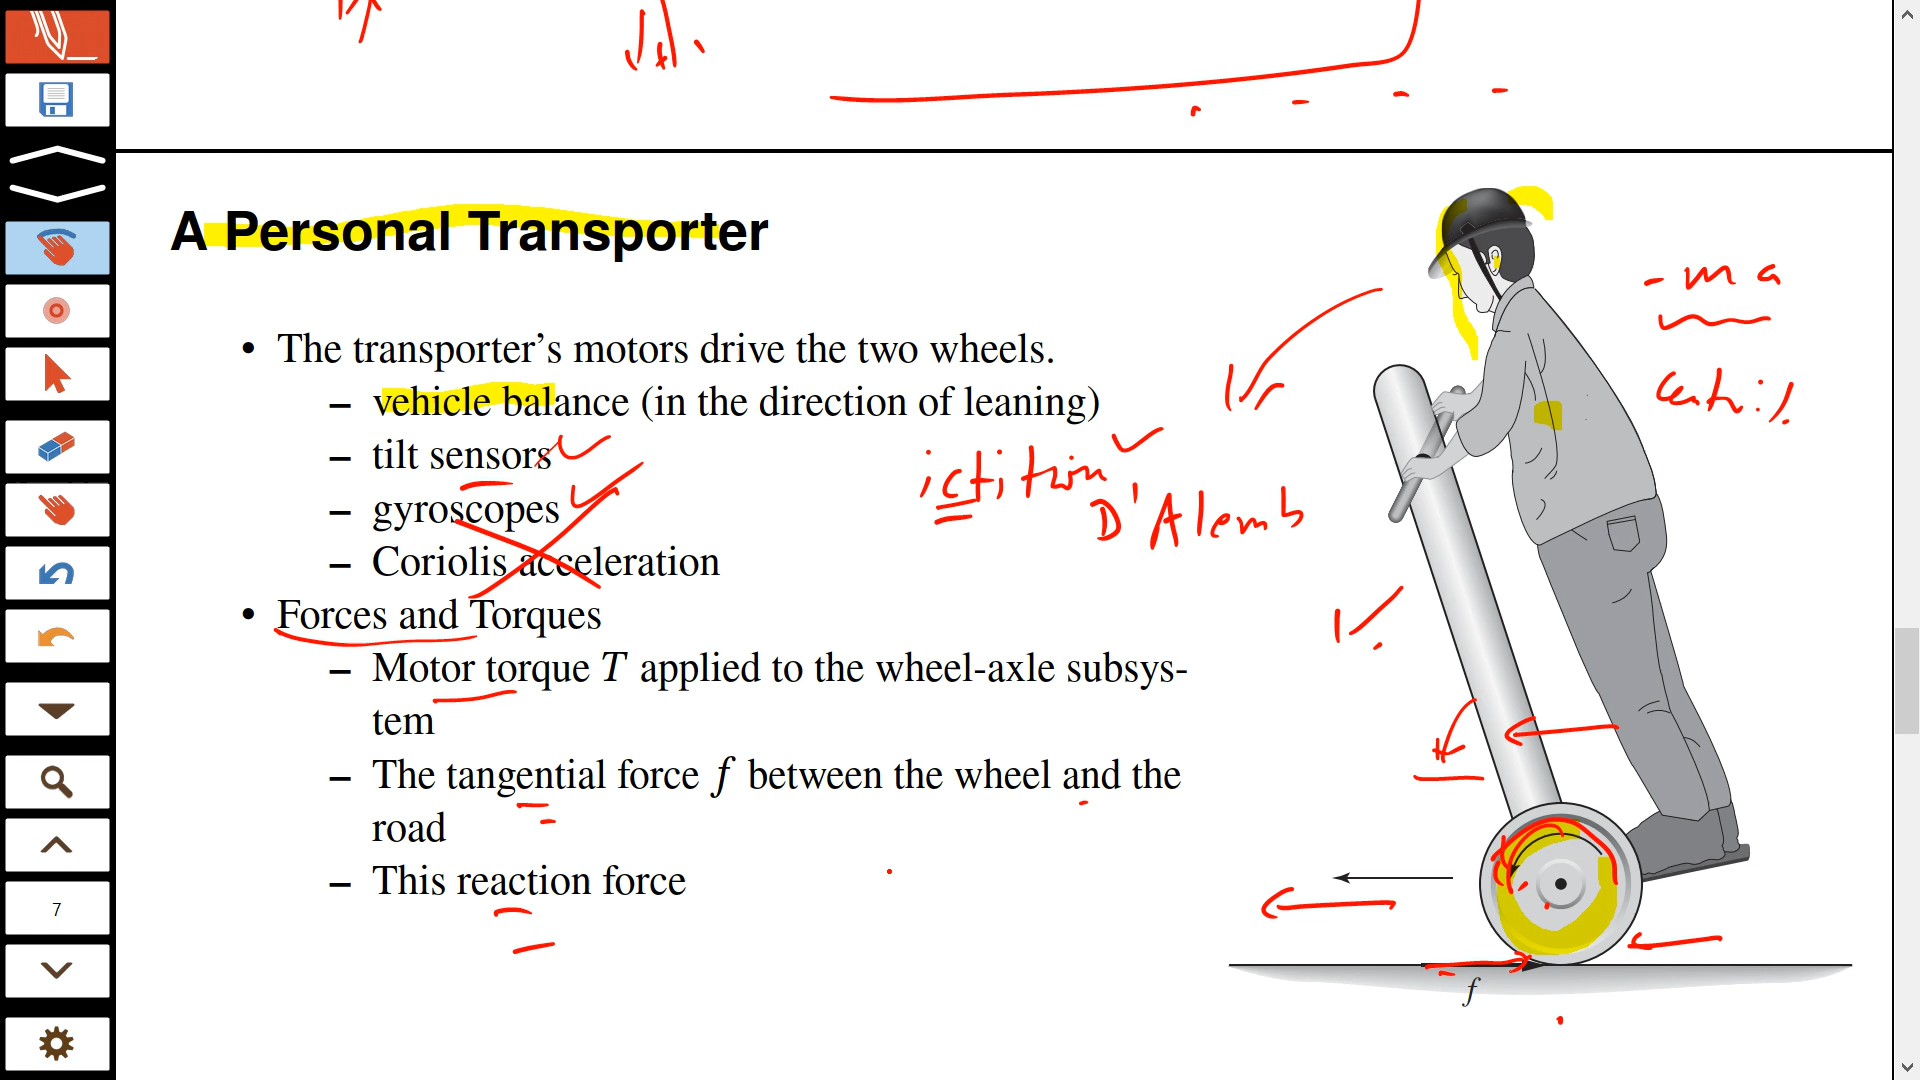 A Personal Transporter
• The transporter's motors drive the two wheels.
– vehicle balance (in the direction of leaning)
– tilt sensors
– gyroscopes
– Coriolis acceleration
• Forces and Torques
– Motor torque T applied to the wheel-axle subsys-
tem
– The tangential force f between the wheel and the
road
– This reaction force
- m a
D'Alemb
f
7